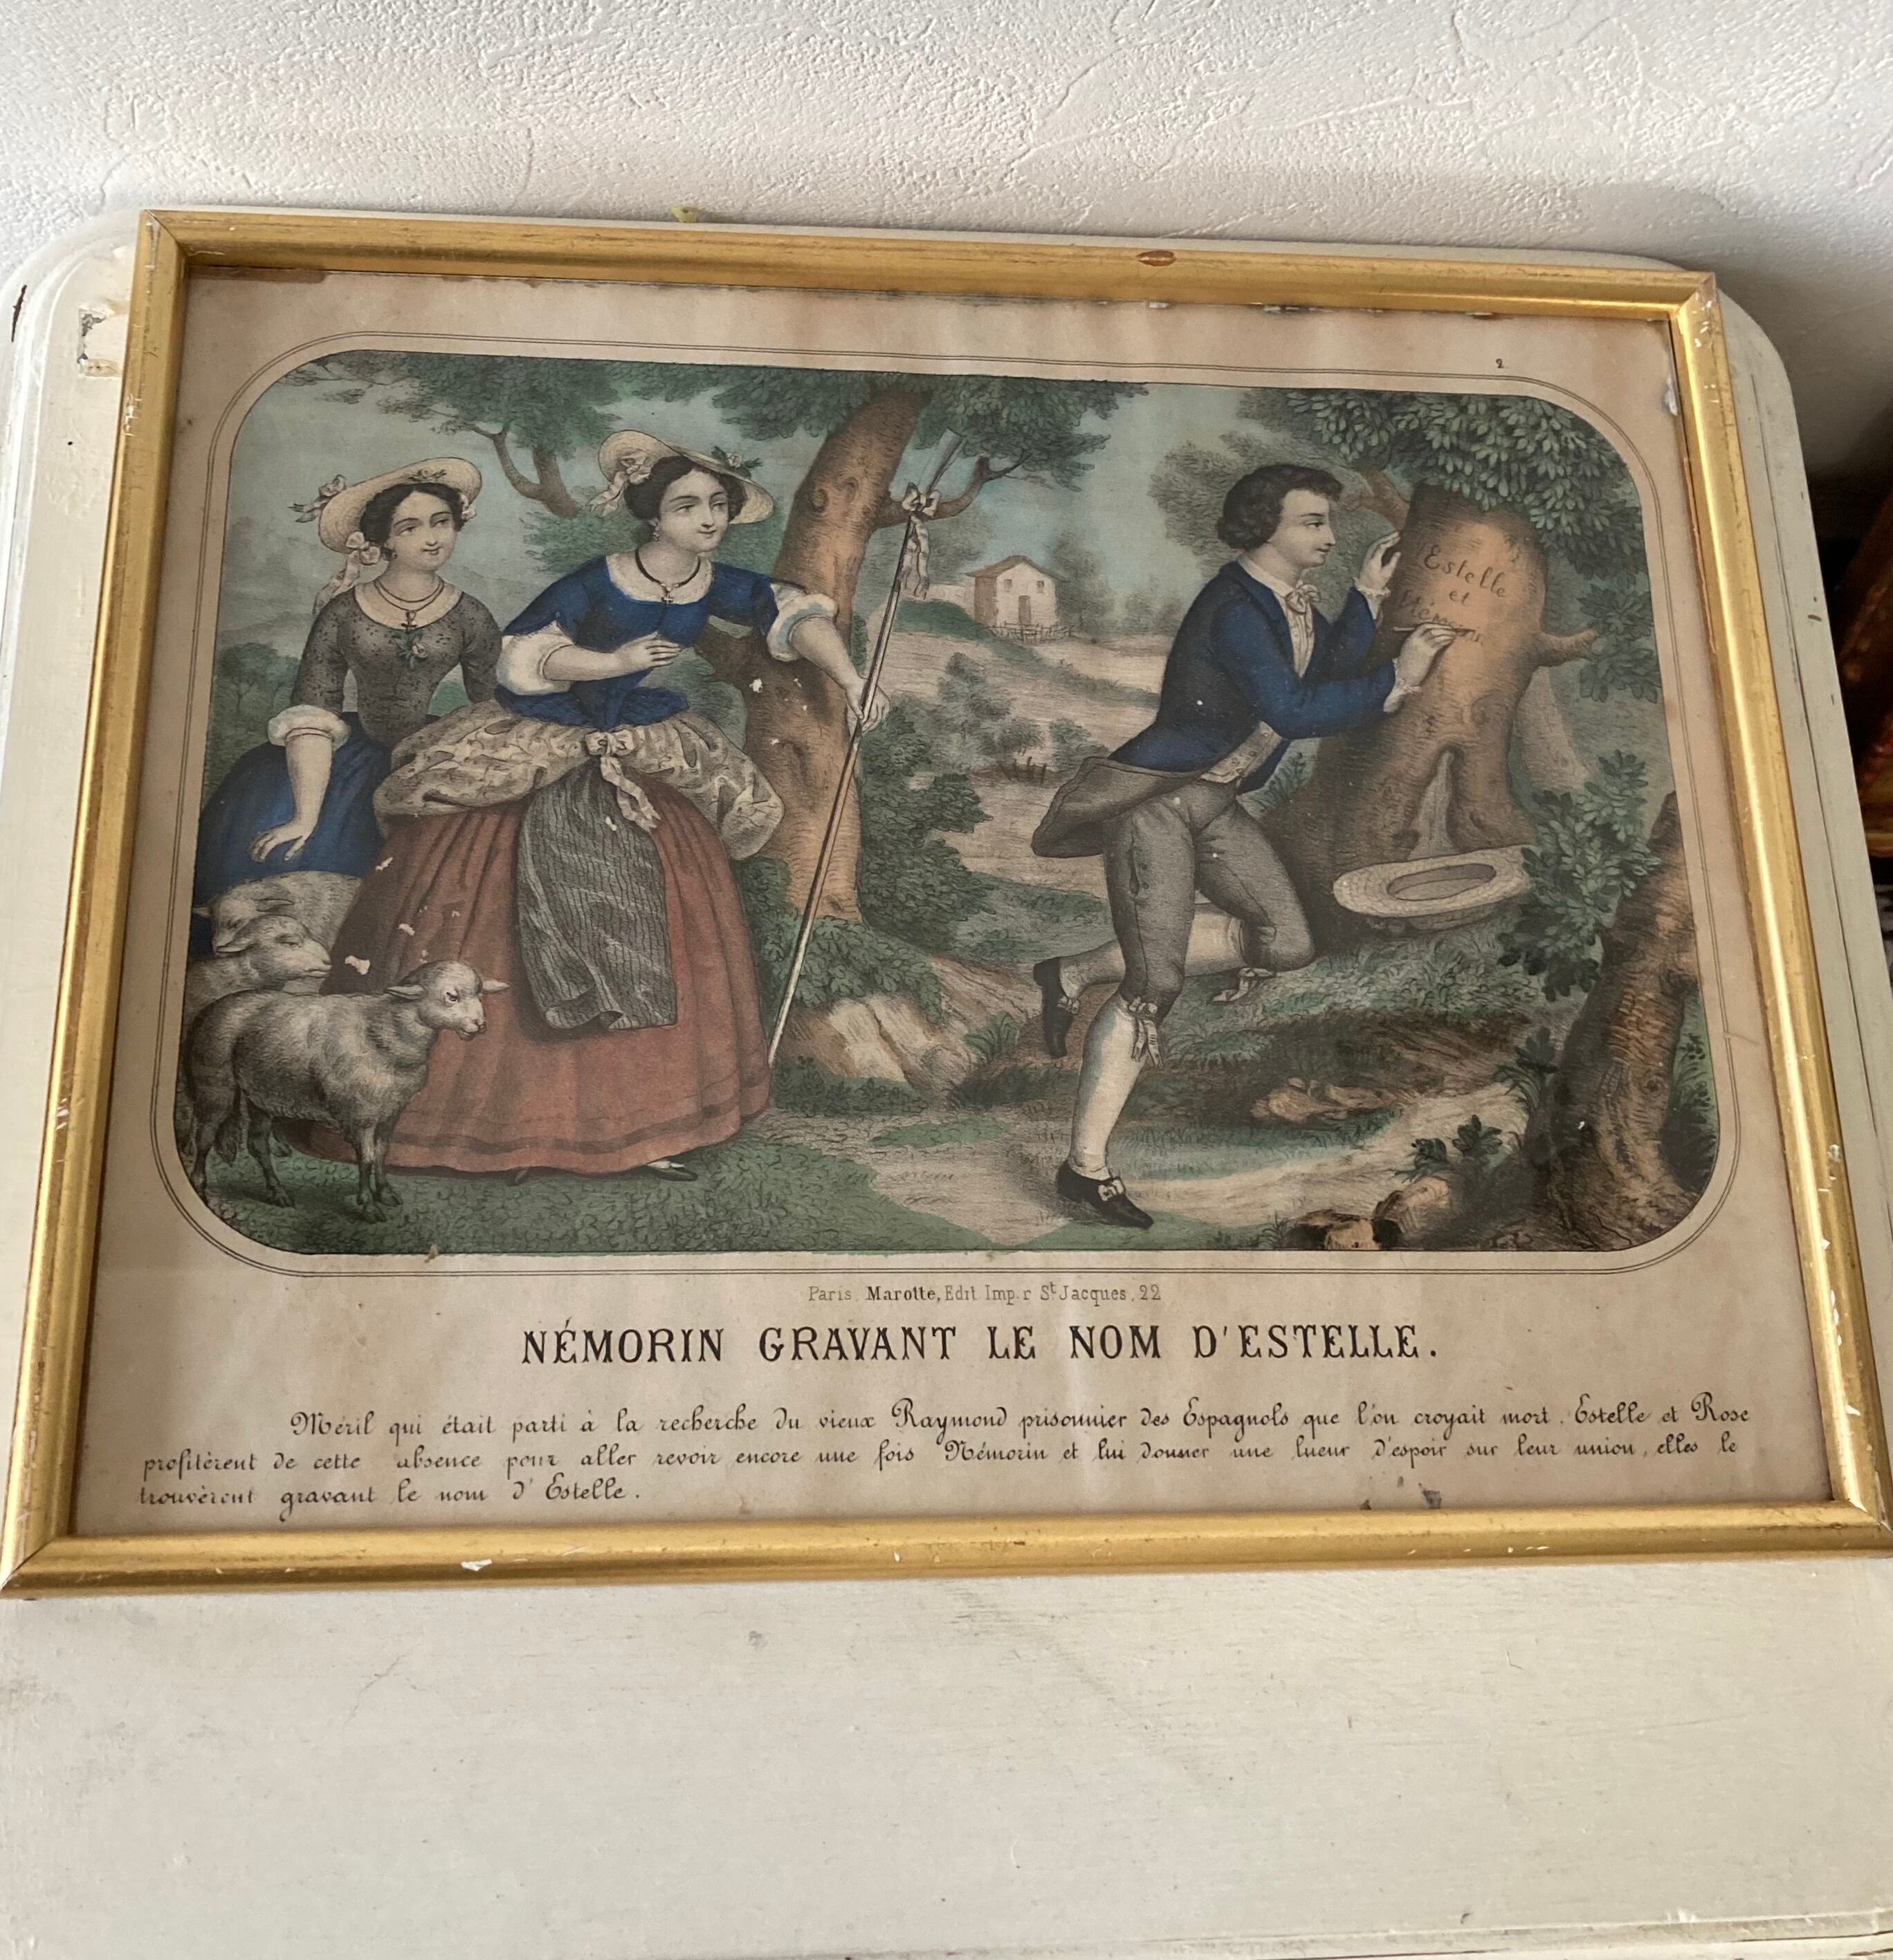 2
Estelle
et
Némorin
Paris, Marotte, Edit. Imp. r St Jacques, 22
NÉMORIN GRAVANT LE NOM D'ESTELLE.
Méril qui était parti à la recherche du vieux Raymond prisonnier des Espagnols que l'on croyait mort. Estelle et Rose
profitèrent de cette absence pour aller revoir encore une fois Némorin et lui donner une lueur d'espoir sur leur union, elles le
trouvèrent gravant le nom d'Estelle.